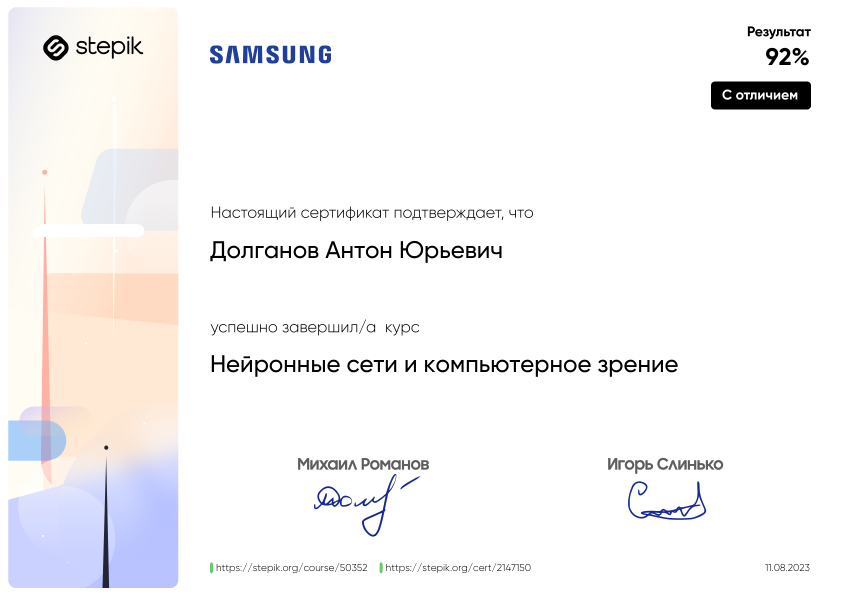 stepik
SAMSUNG
Результат
92%
С отличием
Настоящий сертификат подтверждает, что
Долганов Антон Юрьевич
успешно завершил/а курс
Нейронные сети и компьютерное зрение
Михаил Романов
Игорь Слинько
https://stepik.org/course/50352
https://stepik.org/cert/2147150
11.08.2023